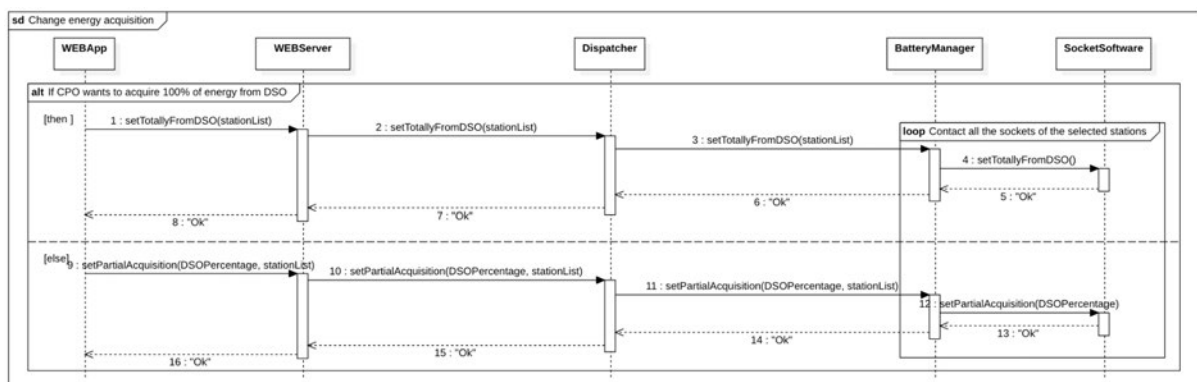 sd Change energy acquisition
WEBApp
WEBServer
Dispatcher
BatteryManager
SocketSoftware
alt If CPO wants to acquire 100% of energy from DSO
[then ]
1 : setTotallyFromDSO(stationList)
2 : setTotallyFromDSO(stationList)
loop Contact all the sockets of the selected stations
3 : setTotallyFromDSO(stationList)
4 : setTotallyFromDSO()
5 : "Ok"
6 : "Ok"
7 : "Ok"
8 : "Ok"
[else]
9 : setPartialAcquisition(DSOPercentage, stationList)
10 : setPartialAcquisition(DSOPercentage, stationList)
11 : setPartialAcquisition(DSOPercentage, stationList)
12 : setPartialAcquisition(DSOPercentage)
13 : "Ok"
14 : "Ok"
15 : "Ok"
16 : "Ok"